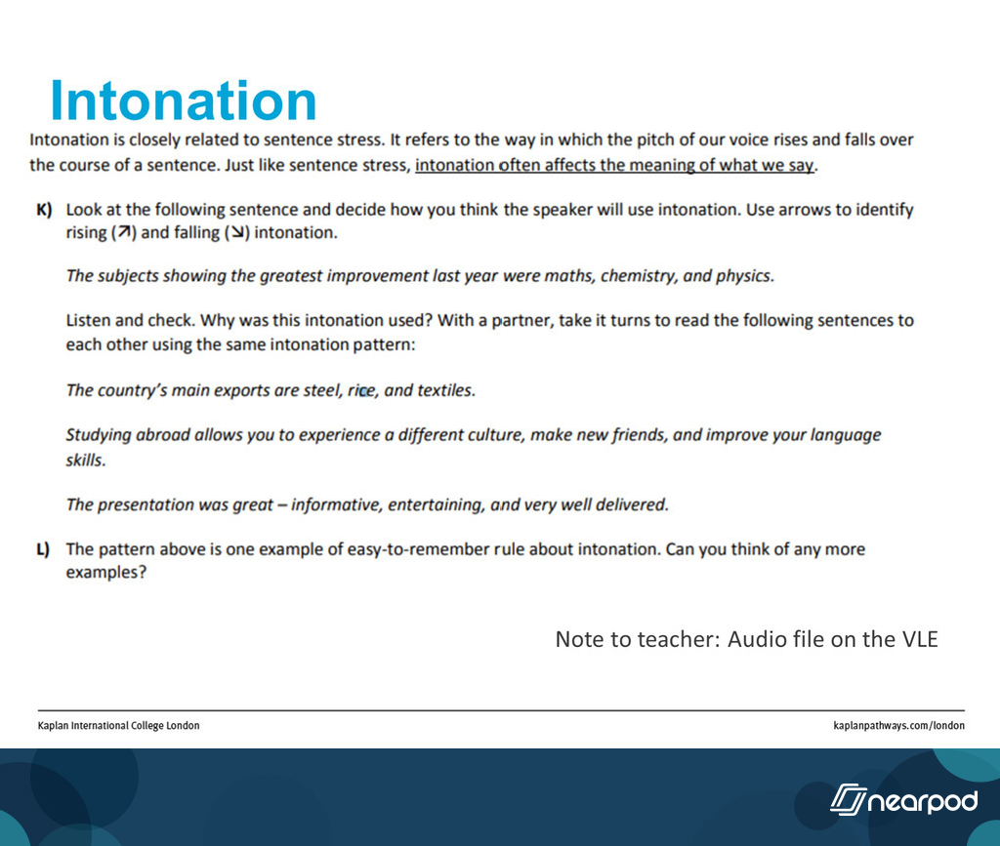 Intonation
Intonation is closely related to sentence stress. It refers to the way in which the pitch of our voice rises and falls over
the course of a sentence. Just like sentence stress, intonation often affects the meaning of what we say.
K) Look at the following sentence and decide how you think the speaker will use intonation. Use arrows to identify
rising (↗) and falling (↘) intonation.
The subjects showing the greatest improvement last year were maths, chemistry, and physics.
Listen and check. Why was this intonation used? With a partner, take it turns to read the following sentences to
each other using the same intonation pattern:
The country's main exports are steel, rice, and textiles.
Studying abroad allows you to experience a different culture, make new friends, and improve your language
skills.
The presentation was great – informative, entertaining, and very well delivered.
L) The pattern above is one example of easy-to-remember rule about intonation. Can you think of any more
examples?
Note to teacher: Audio file on the VLE
Kaplan International College London
kaplanpathways.com/london
nearpod